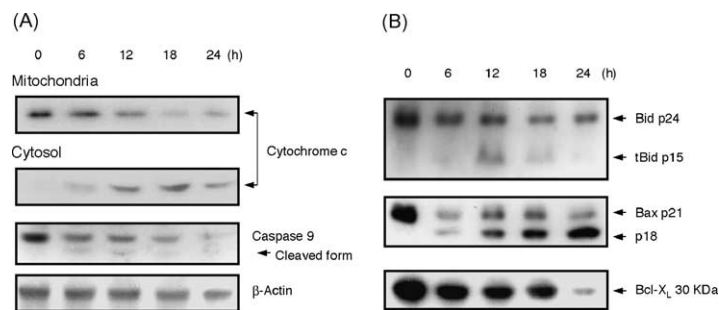 (A)
0 6 12 18 24 (h)
Mitochondria
Cytochrome c
Cytosol
Caspase 9
Cleaved form
β-Actin
(B)
0 6 12 18 24 (h)
Bid p24
tBid p15
Bax p21
p18
Bcl-XL 30 KDa